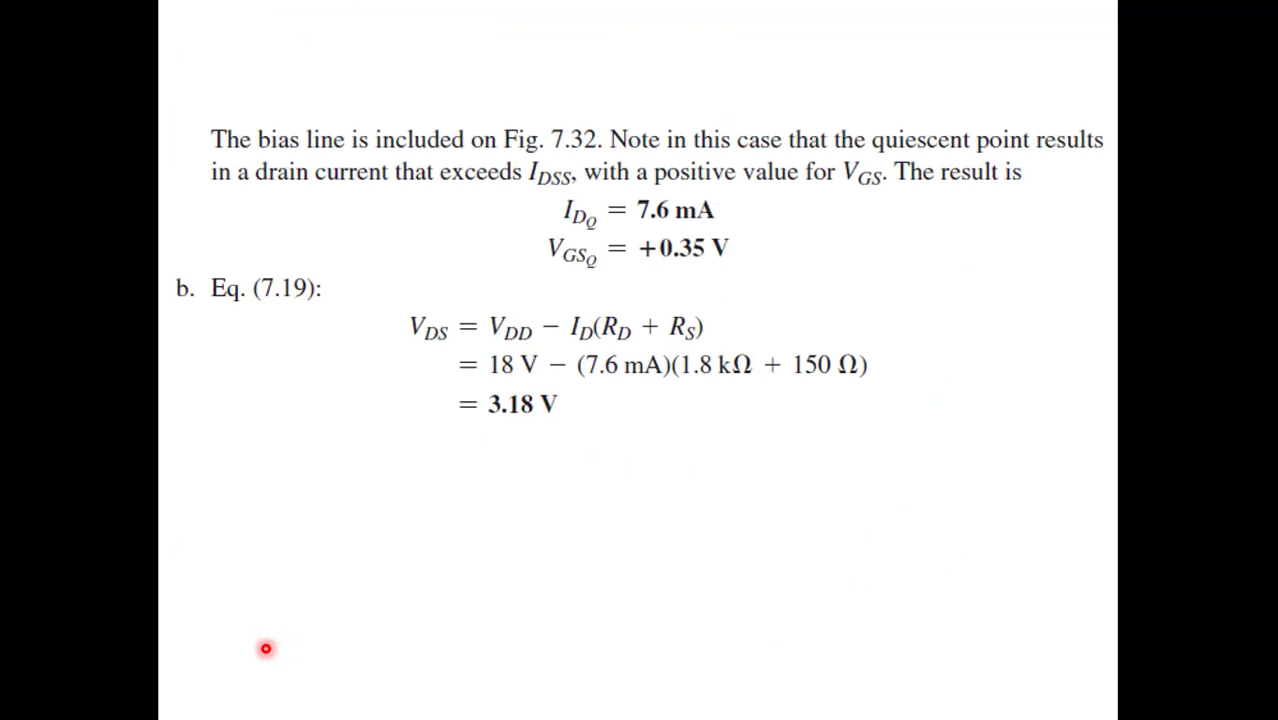 The bias line is included on Fig. 7.32. Note in this case that the quiescent point results
in a drain current that exceeds I_DSS, with a positive value for V_GS. The result is
I_DQ = 7.6 mA
V_GSQ = +0.35 V
b. Eq. (7.19):
V_DS = V_DD − I_D(R_D + R_S)
= 18 V − (7.6 mA)(1.8 kΩ + 150 Ω)
= 3.18 V